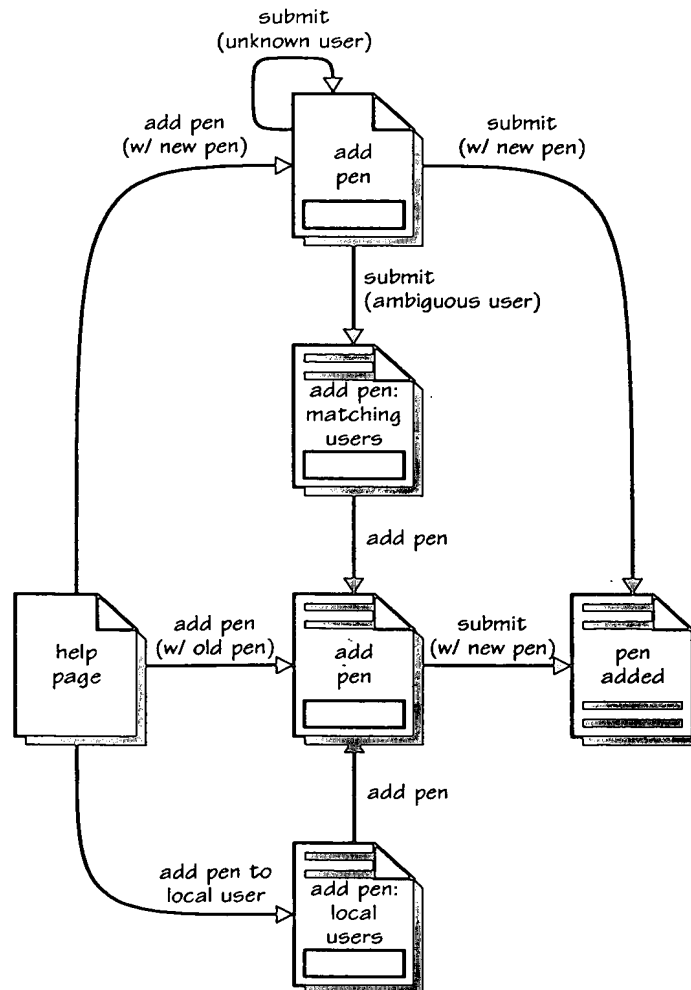 submit
(unknown user)
add pen
(w/ new pen)
add
pen
submit
(w/ new pen)
submit
(ambiguous user)
add pen:
matching
users
add pen
help
page
add pen
(w/ old pen)
add
pen
submit
(w/ new pen)
pen
added
add pen
add pen to
local user
add pen:
local
users